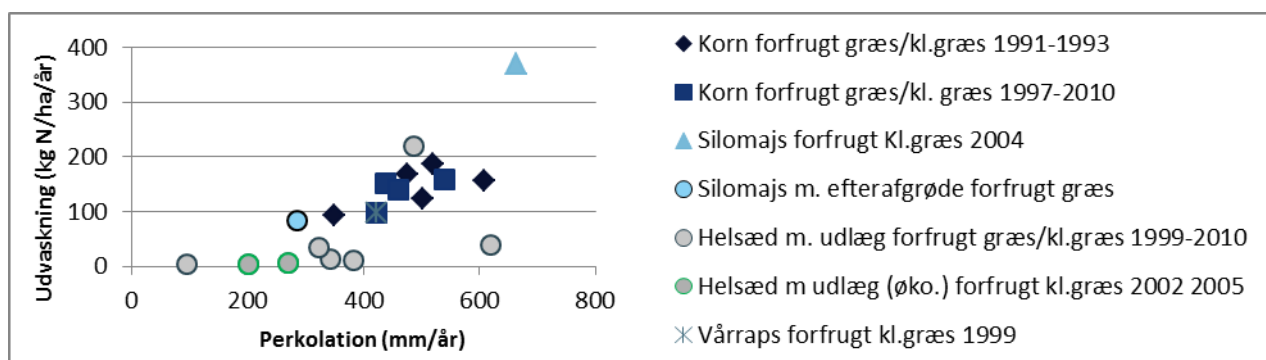 Udvaskning (kg N/ha/år)
400
300
200
100
0
0 200 400 600 800
Perkolation (mm/år)
Korn forfrugt græs/kl.græs 1991-1993
Korn forfrugt græs/kl. græs 1997-2010
Silomajs forfrugt Kl.græs 2004
Silomajs m. efterafgrøde forfrugt græs
Helsæd m. udlæg forfrugt græs/kl.græs 1999-2010
Helsæd m udlæg (øko.) forfrugt kl.græs 2002 2005
Vårraps forfrugt kl.græs 1999